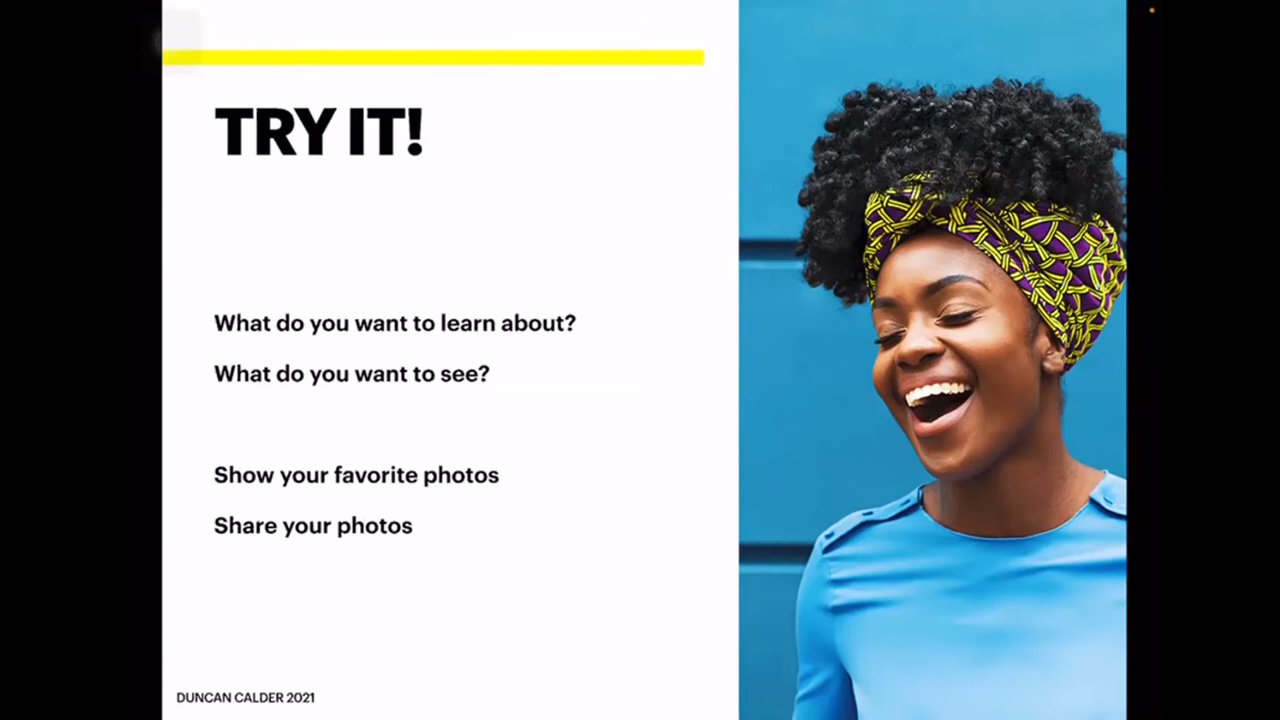 TRY IT!
What do you want to learn about?
What do you want to see?
Show your favorite photos
Share your photos
DUNCAN CALDER 2021